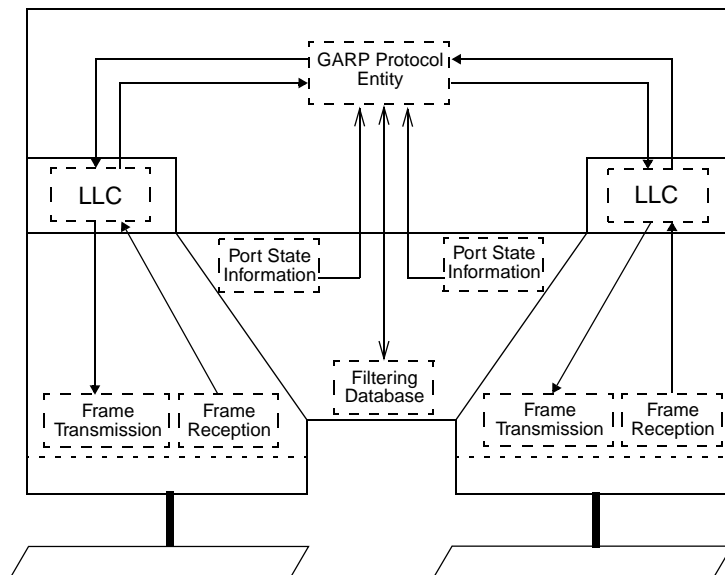 GARP Protocol
Entity
LLC
LLC
Port State
Information
Port State
Information
Filtering
Database
Frame
Transmission
Frame
Reception
Frame
Transmission
Frame
Reception